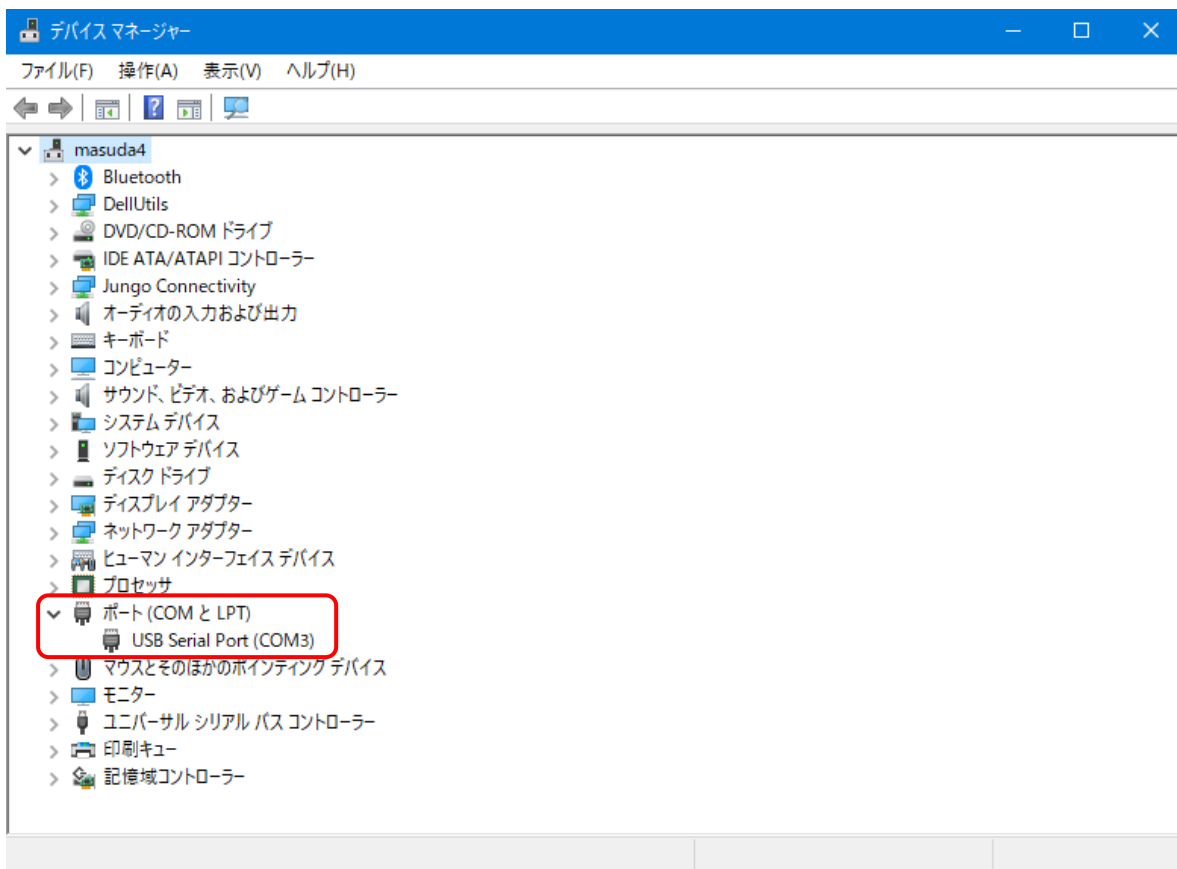 デバイス マネージャー
ファイル(F) 操作(A) 表示(V) ヘルプ(H)
masuda4
Bluetooth
DellUtils
DVD/CD-ROM ドライブ
IDE ATA/ATAPI コントローラー
Jungo Connectivity
オーディオの入力および出力
キーボード
コンピューター
サウンド、ビデオ、およびゲーム コントローラー
システム デバイス
ソフトウェア デバイス
ディスク ドライブ
ディスプレイ アダプター
ネットワーク アダプター
ヒューマン インターフェイス デバイス
プロセッサ
ポート (COM と LPT)
USB Serial Port (COM3)
マウスとそのほかのポインティング デバイス
モニター
ユニバーサル シリアル バス コントローラー
印刷キュー
記憶域コントローラー